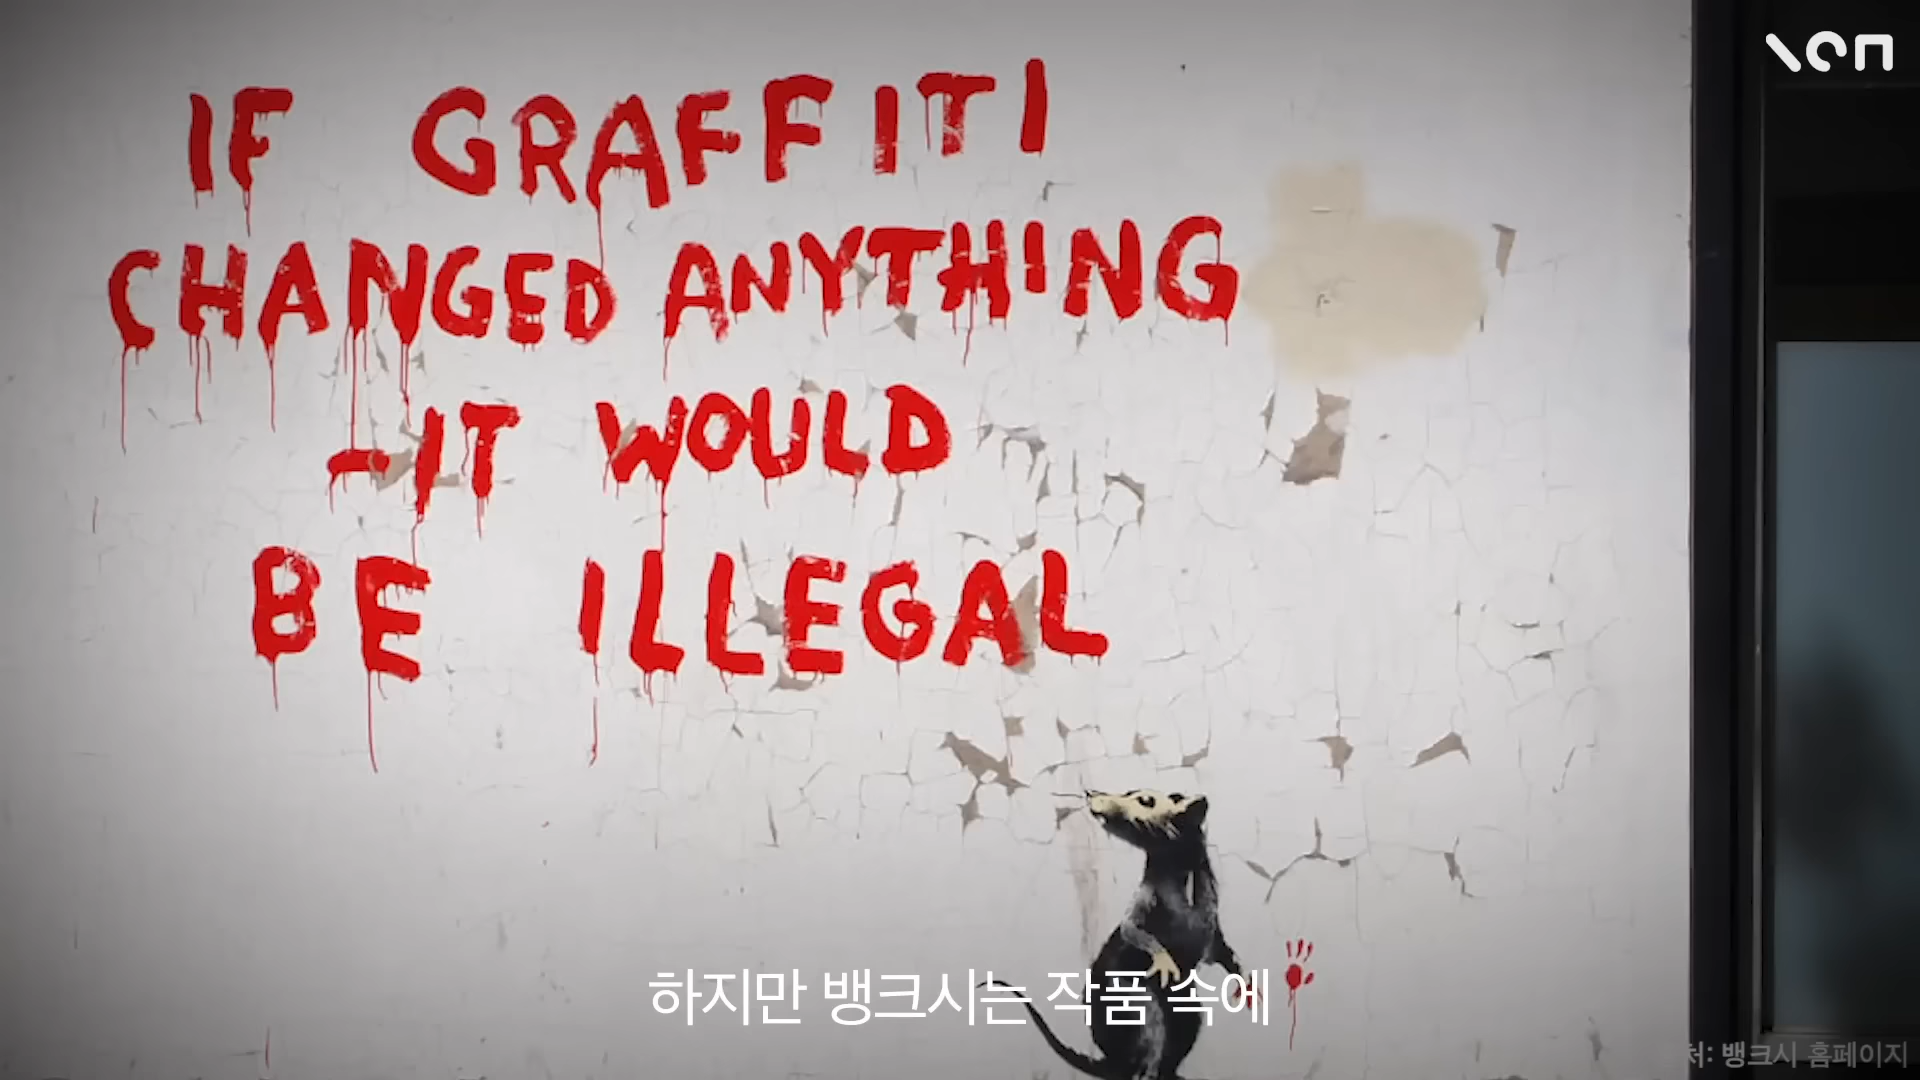 IF GRAFFITI
CHANGED ANYTHING
–IT WOULD
BE ILLEGAL
하지만 뱅크시는 작품 속에
처: 뱅크시 홈페이지